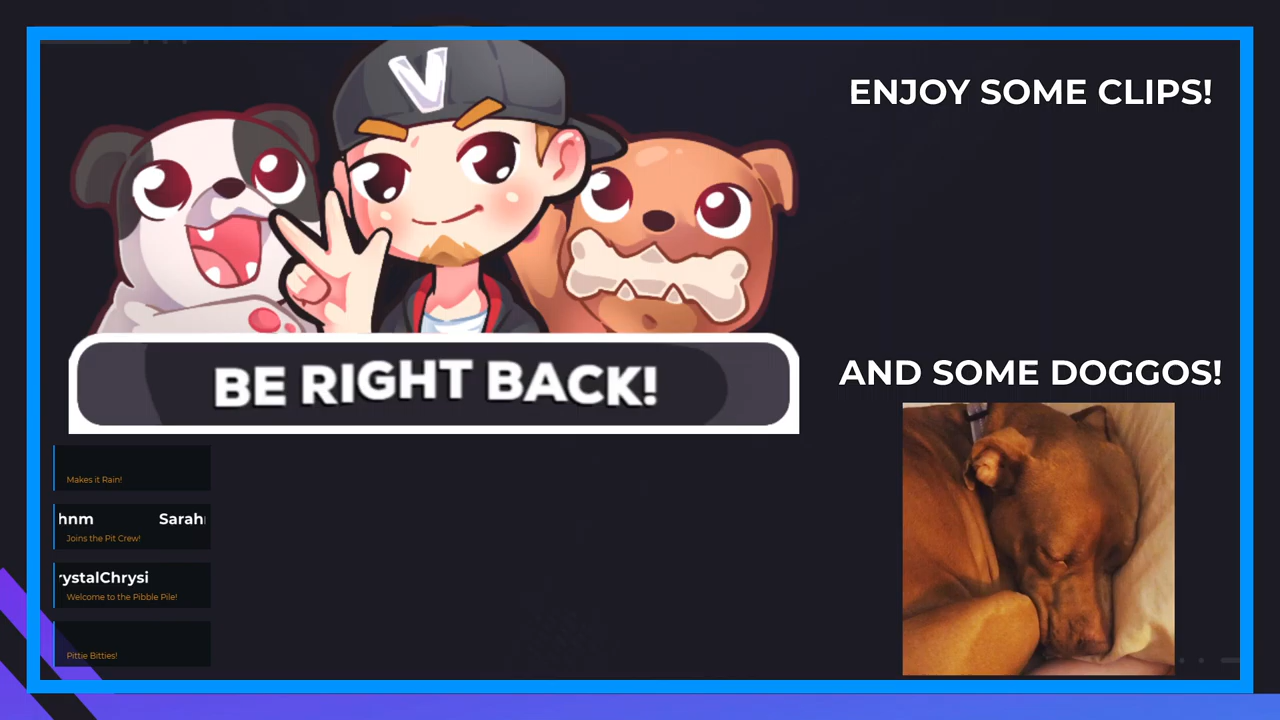 V
ENJOY SOME CLIPS!
BE RIGHT BACK!
AND SOME DOGGOS!
Makes it Rain!
hnm Sarah
Joins the Pit Crew!
rystalChrysi
Welcome to the Pibble Pile!
Pittie Bitties!